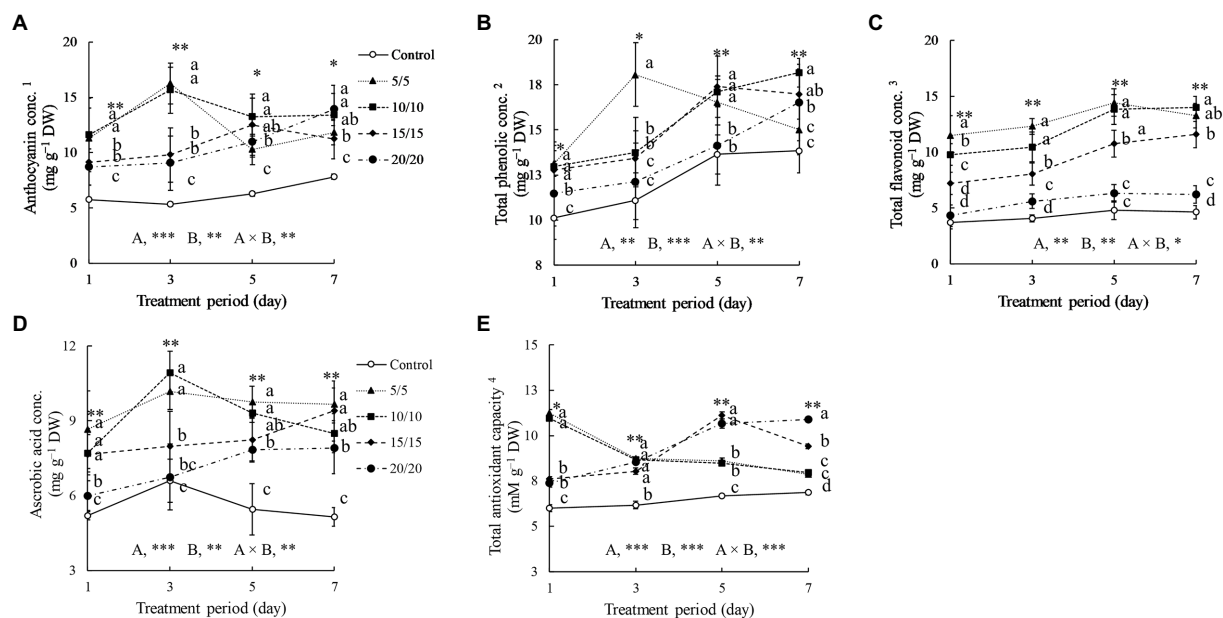 A
Anthocyanin conc. ¹
(mg g⁻¹ DW)
20
15
10
5
0
1
3
5
7
Treatment period (day)
**
**
*
*
a
a
b
b
c
a
a
b
b
c
a
a
a
ab
b
c
a
a
ab
b
c
A, *** B, ** A × B, **
Control
5/5
10/10
15/15
20/20
B
Total phenolic conc. ²
(mg g⁻¹ DW)
20
18
15
13
10
8
1
3
5
7
Treatment period (day)
*
*
**
**
a
a
a
b
c
a
b
b
b
c
a
a
a
b
c
a
a
b
c
c
A, ** B, *** A × B, **
C
Total flavonoid conc. ³
(mg g⁻¹ DW)
20
15
10
5
0
1
3
5
7
Treatment period (day)
**
**
**
**
a
b
c
d
d
a
a
b
c
d
a
a
a
c
c
a
ab
b
c
d
A, ** B, ** A × B, *
D
Ascrobic acid conc.
(mg g⁻¹ DW)
12
9
6
3
1
3
5
7
Treatment period (day)
**
**
**
**
a
a
a
b
c
a
a
b
bc
c
a
a
ab
b
c
a
a
ab
b
c
A, *** B, ** A × B, **
Control
5/5
10/10
15/15
20/20
E
Total antioxidant capacity ⁴
(mM g⁻¹ DW)
15
13
11
8
6
3
1
3
5
7
Treatment period (day)
*
**
**
**
a
a
b
b
c
a
a
a
a
b
a
a
b
b
c
a
b
c
c
d
A, *** B, *** A × B, ***